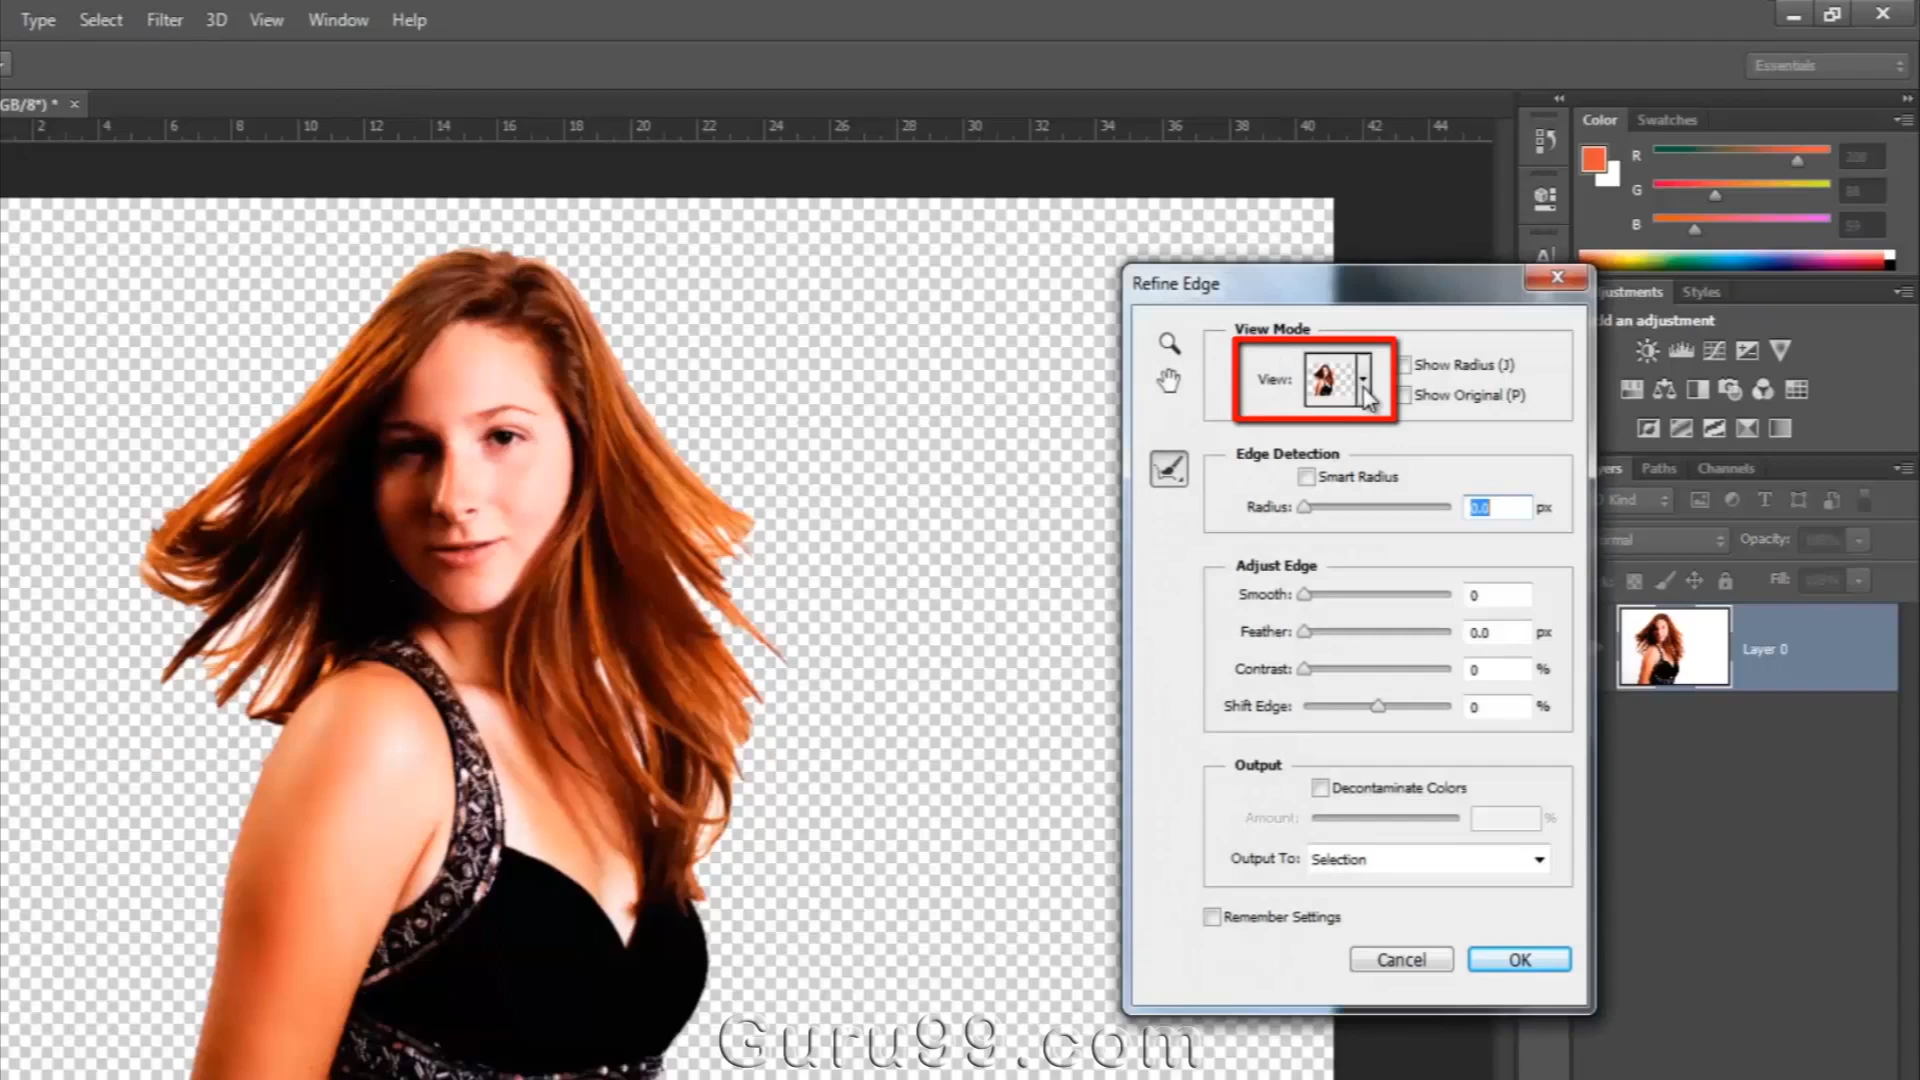 Type Select Filter 3D View Window Help
Essentials
GB/8*) * ×
2 4 6 8 10 12 14 16 18 20 22 24 26 28 30 32 34 36 38 40 42 44
Color Swatches
R
G
B 59
Refine Edge
justments Styles
dd an adjustment
View Mode
View:
Show Radius (J)
Show Original (P)
Edge Detection
Smart Radius
Radius: 0.0 px
yers Paths Channels
Kind
ormal Opacity:
Fill:
Adjust Edge
Smooth: 0
Feather: 0.0 px
Contrast: 0 %
Shift Edge: 0 %
Layer 0
Output
Decontaminate Colors
Amount: %
Output To: Selection
Remember Settings
Cancel OK
Guru99.com